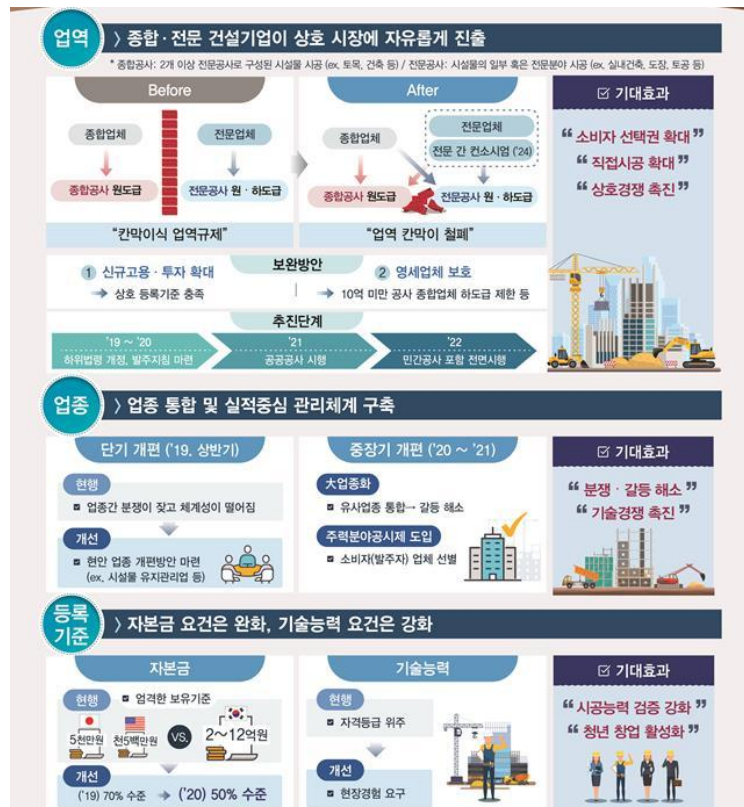 업역
> 종합·전문 건설기업이 상호 시장에 자유롭게 진출
* 종합공사: 2개 이상 전문공사로 구성된 시설물 시공 (ex, 토목, 건축 등) / 전문공사: 시설물의 일부 혹은 전문분야 시공 (ex, 실내건축, 도장, 토공 등)
Before
종합업체
전문업체
종합공사 원도급
전문공사 원·하도급
"칸막이식 업역규제"
After
종합업체
전문업체
전문 간 컨소시엄 ('24)
종합공사 원도급
전문공사 원·하도급
"업역 칸막이 철폐"
기대효과
“ 소비자 선택권 확대 ”
“ 직접시공 확대 ”
“ 상호경쟁 촉진 ”
보완방안
1 신규고용·투자 확대
→ 상호 등록기준 충족
2 영세업체 보호
→ 10억 미만 공사 종합업체 하도급 제한 등
추진단계
'19 ~ '20
하위법령 개정, 발주지침 마련
'21
공공공사 시행
'22
민간공사 포함 전면시행
업종
> 업종 통합 및 실적중심 관리체계 구축
단기 개편 ('19. 상반기)
현행
업종간 분쟁이 잦고 체계성이 떨어짐
개선
현안 업종 개편방안 마련
(ex. 시설물 유지관리업 등)
중장기 개편 ('20 ~ '21)
大업종화
유사업종 통합→ 갈등 해소
주력분야공시제 도입
소비자(발주자) 업체 선별
기대효과
“ 분쟁·갈등 해소 ”
“ 기술경쟁 촉진 ”
등록
기준
> 자본금 요건은 완화, 기술능력 요건은 강화
자본금
현행
엄격한 보유기준
5천만원
천5백만원
VS.
2~12억원
개선
('19) 70% 수준 → ('20) 50% 수준
기술능력
현행
자격등급 위주
개선
현장경험 요구
기대효과
“ 시공능력 검증 강화 ”
“ 청년 창업 활성화 ”